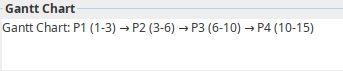 Gantt Chart
Gantt Chart: P1 (1-3) → P2 (3-6) → P3 (6-10) → P4 (10-15)